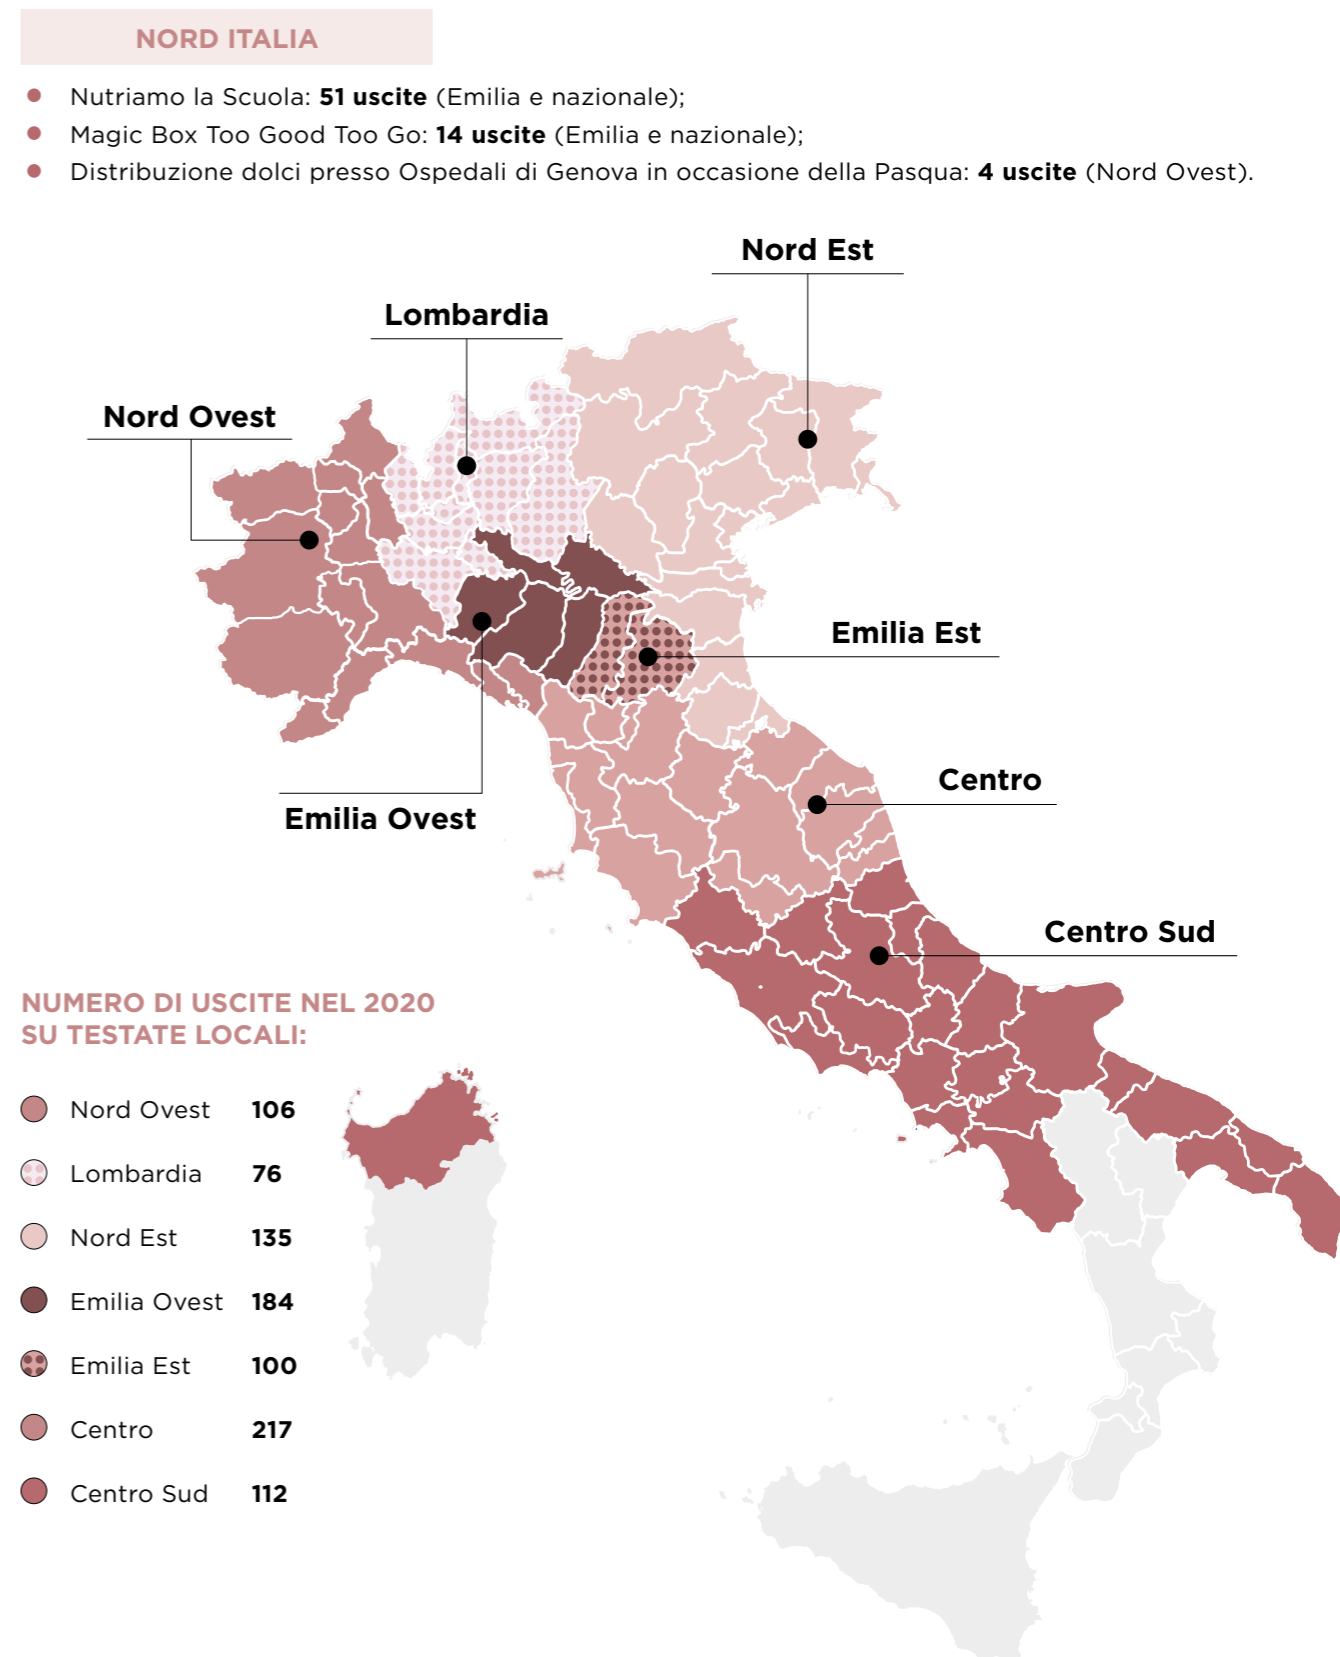 NORD ITALIA
Nutriamo la Scuola: 51 uscite (Emilia e nazionale);
Magic Box Too Good Too Go: 14 uscite (Emilia e nazionale);
Distribuzione dolci presso Ospedali di Genova in occasione della Pasqua: 4 uscite (Nord Ovest).
Nord Est
Lombardia
Nord Ovest
Emilia Est
Centro
Emilia Ovest
Centro Sud
NUMERO DI USCITE NEL 2020
SU TESTATE LOCALI:
Nord Ovest 106
Lombardia 76
Nord Est 135
Emilia Ovest 184
Emilia Est 100
Centro 217
Centro Sud 112